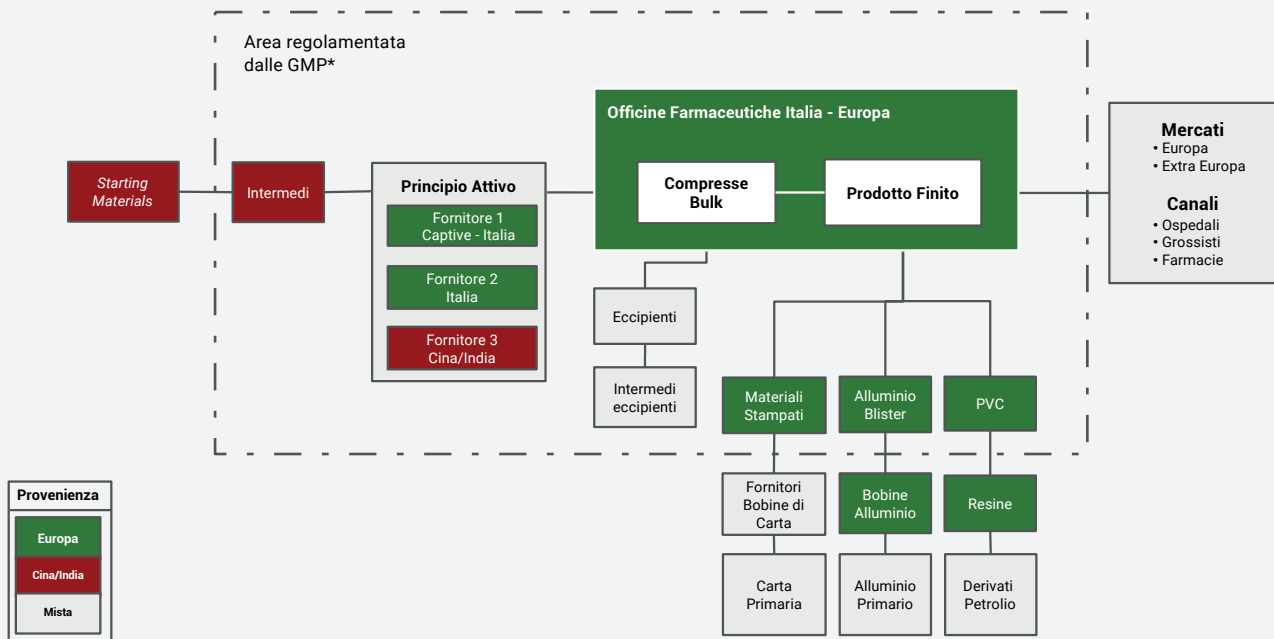 Area regolamentata
dalle GMP*
Officine Farmaceutiche Italia - Europa
Compresse
Bulk
Prodotto Finito
Starting
Materials
Intermedi
Principio Attivo
Fornitore 1
Captive - Italia
Fornitore 2
Italia
Fornitore 3
Cina/India
Mercati
• Europa
• Extra Europa
Canali
• Ospedali
• Grossisti
• Farmacie
Eccipienti
Intermedi
eccipienti
Materiali
Stampati
Alluminio
Blister
PVC
Fornitori
Bobine di
Carta
Bobine
Alluminio
Resine
Carta
Primaria
Alluminio
Primario
Derivati
Petrolio
Provenienza
Europa
Cina/India
Mista